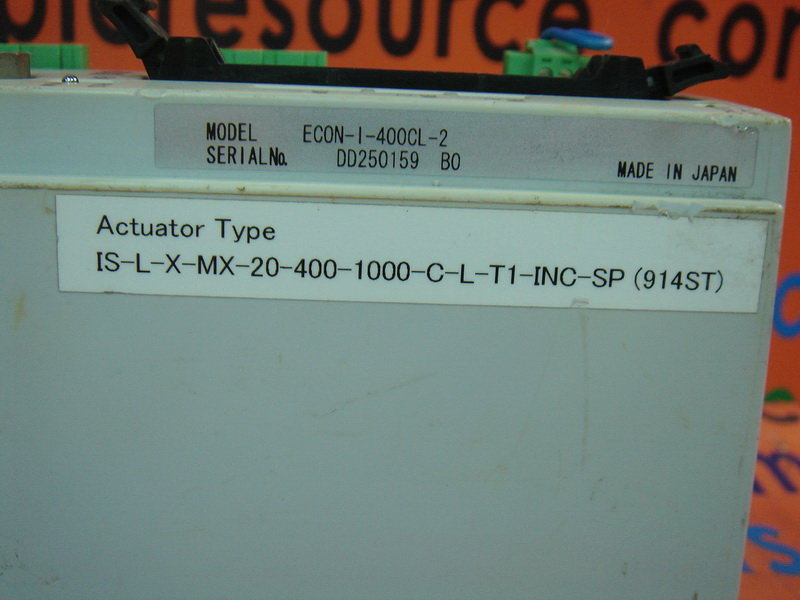 resource
MODEL ECON-I-400CL-2
SERIALNo. DD250159 B0
MADE IN JAPAN
Actuator Type
IS-L-X-MX-20-400-1000-C-L-T1-INC-SP (914ST)